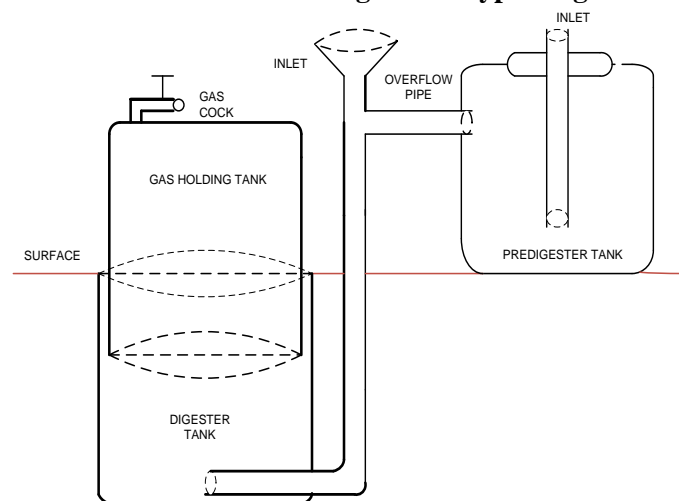 INLET
INLET
OVERFLOW
PIPE
GAS
COCK
GAS HOLDING TANK
SURFACE
PREDIGESTER TANK
DIGESTER
TANK